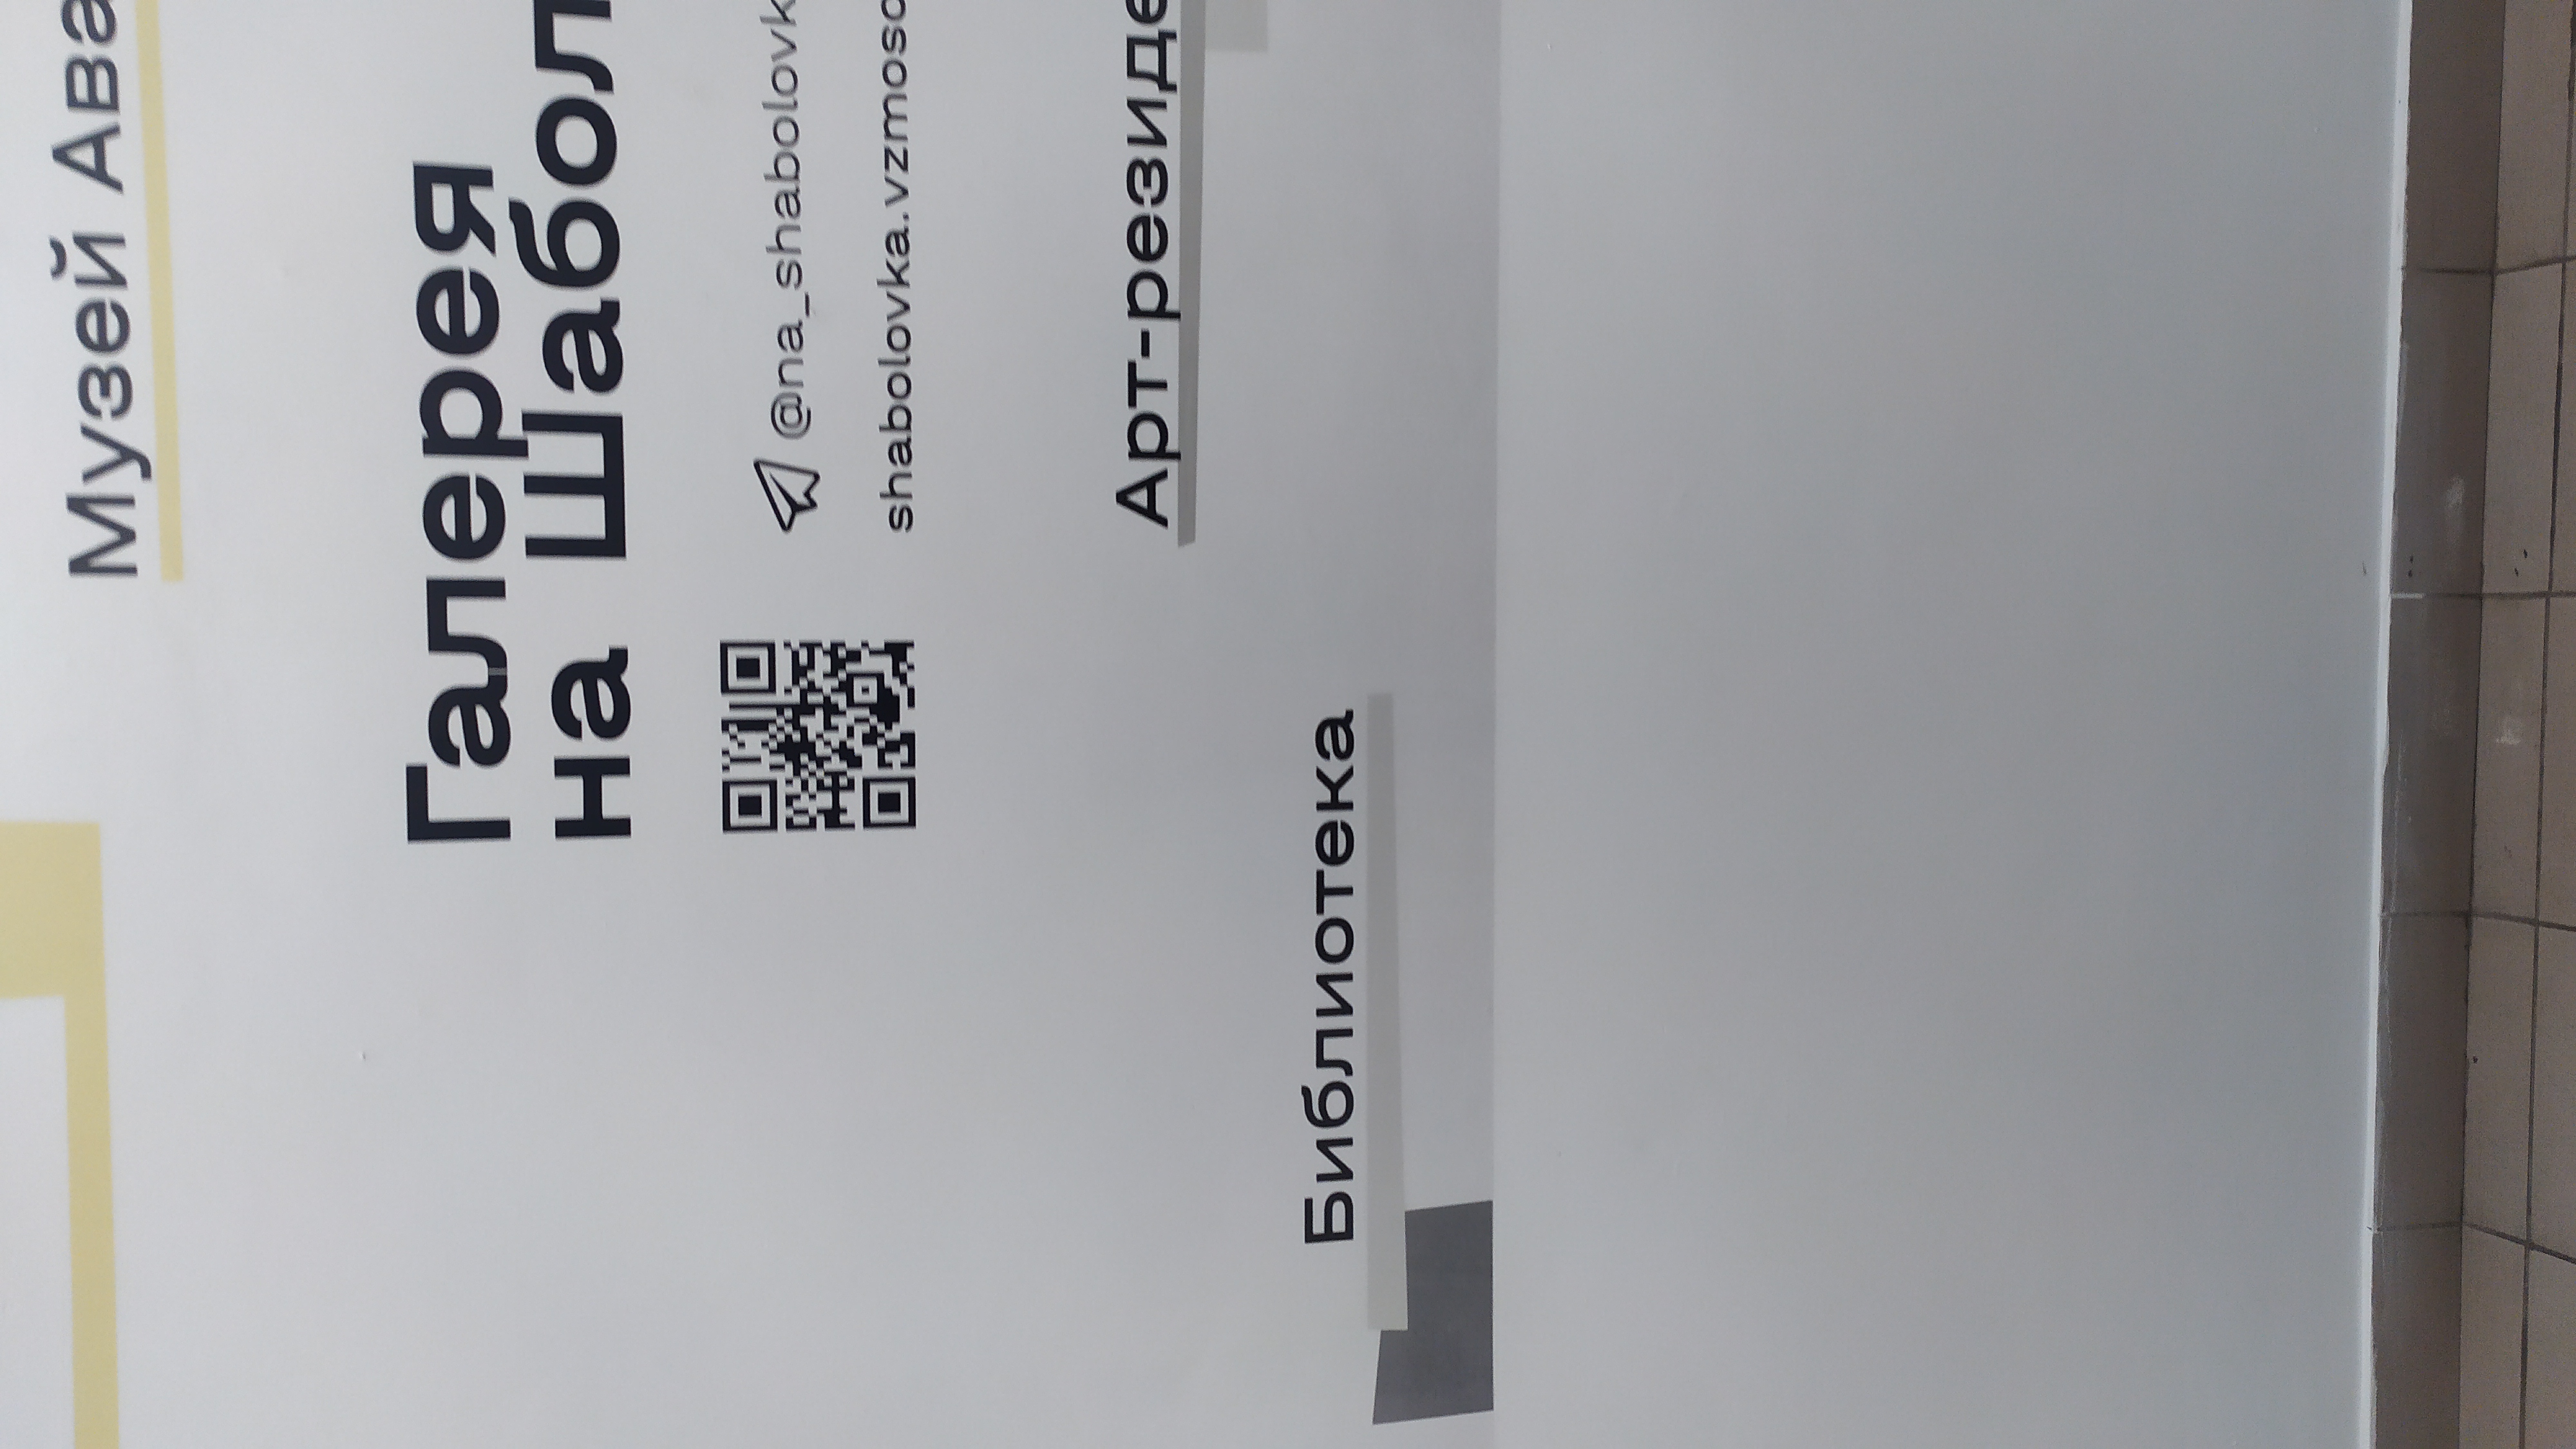 Музей Ава
Галерея
на Шабол
@na_shabolovk
shabolovka.vzmosc
Арт-резиде
Библиотека